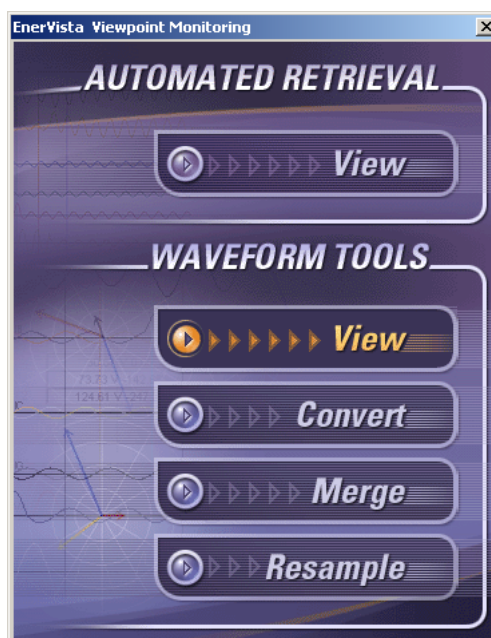 EnerVista Viewpoint Monitoring
AUTOMATED RETRIEVAL
View
WAVEFORM TOOLS
View
Convert
Merge
Resample